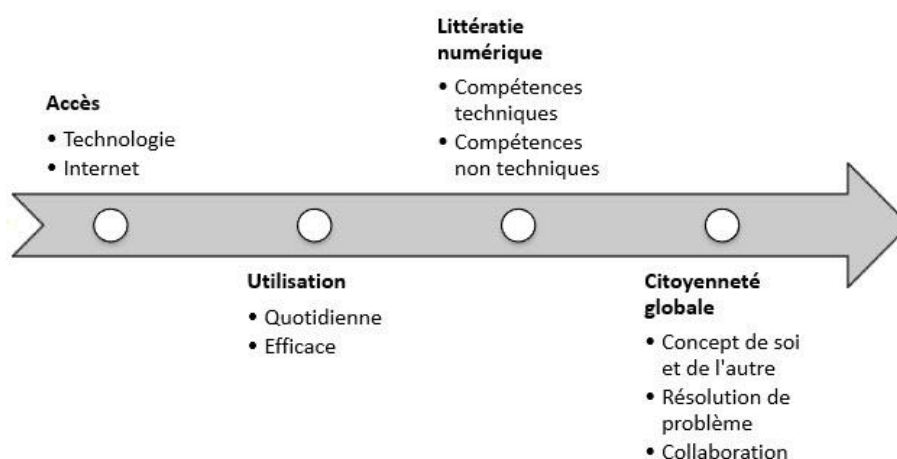 Accès
• Technologie
• Internet
Utilisation
• Quotidienne
• Efficace
Littératie
numérique
• Compétences
techniques
• Compétences
non techniques
Citoyenneté
globale
• Concept de soi
et de l'autre
• Résolution de
problème
• Collaboration